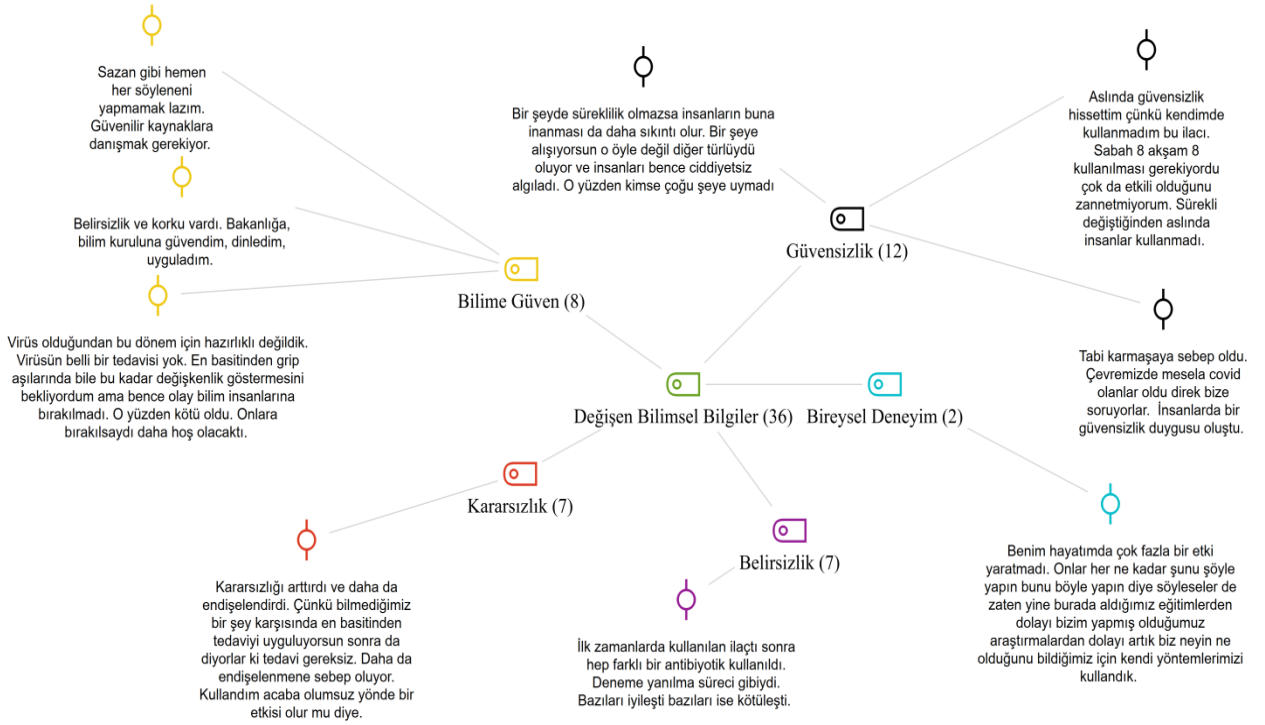 Sazan gibi hemen
her söyleneni
yapmamak lazım.
Güvenilir kaynaklara
danışmak gerekiyor.
Belirsizlik ve korku vardı. Bakanlığa,
bilim kuruluna güvendim, dinledim,
uyguladım.
Virüs olduğundan bu dönem için hazırlıklı değildik.
Virüsün belli bir tedavisi yok. En basitinden grip
aşılarında bile bu kadar değişkenlik göstermesini
bekliyordum ama bence olay bilim insanlarına
bırakılmadı. O yüzden kötü oldu. Onlara
bırakılsaydı daha hoş olacaktı.
Bilime Güven (8)
Bir şeyde süreklilik olmazsa insanların buna
inanması da daha sıkıntı olur. Bir şeye
alışıyorsun o öyle değil diğer türlüydü
oluyor ve insanları bence ciddiyetsiz
algıladı. O yüzden kimse çoğu şeye uymadı
Güvensizlik (12)
Aslında güvensizlik
hissettim çünkü kendimde
kullanmadım bu ilacı.
Sabah 8 akşam 8
kullanılması gerekiyordu
çok da etkili olduğunu
zannetmiyorum. Sürekli
değiştiğinden aslında
insanlar kullanmadı.
Tabi karmaşaya sebep oldu.
Çevremizde mesela covid
olanlar oldu direk bize
soruyorlar. İnsanlarda bir
güvensizlik duygusu oluştu.
Değişen Bilimsel Bilgiler (36)
Bireysel Deneyim (2)
Kararsızlık (7)
Belirsizlik (7)
Kararsızlığı arttırdı ve daha da
endişelendirdi. Çünkü bilmediğimiz
bir şey karşısında en basitinden
tedaviyi uyguluyorsun sonra da
diyorlar ki tedavi gereksiz. Daha da
endişelenmene sebep oluyor.
Kullandım acaba olumsuz yönde bir
etkisi olur mu diye.
İlk zamanlarda kullanılan ilaçtı sonra
hep farklı bir antibiyotik kullanıldı.
Deneme yanılma süreci gibiydi.
Bazıları iyileşti bazıları ise kötüleşti.
Benim hayatımda çok fazla bir etki
yaratmadı. Onlar her ne kadar şunu şöyle
yapın bunu böyle yapın diye söyleseler de
zaten yine burada aldığımız eğitimlerden
dolayı bizim yapmış olduğumuz
araştırmalardan dolayı artık biz neyin ne
olduğunu bildiğimiz için kendi yöntemlerimizi
kullandık.